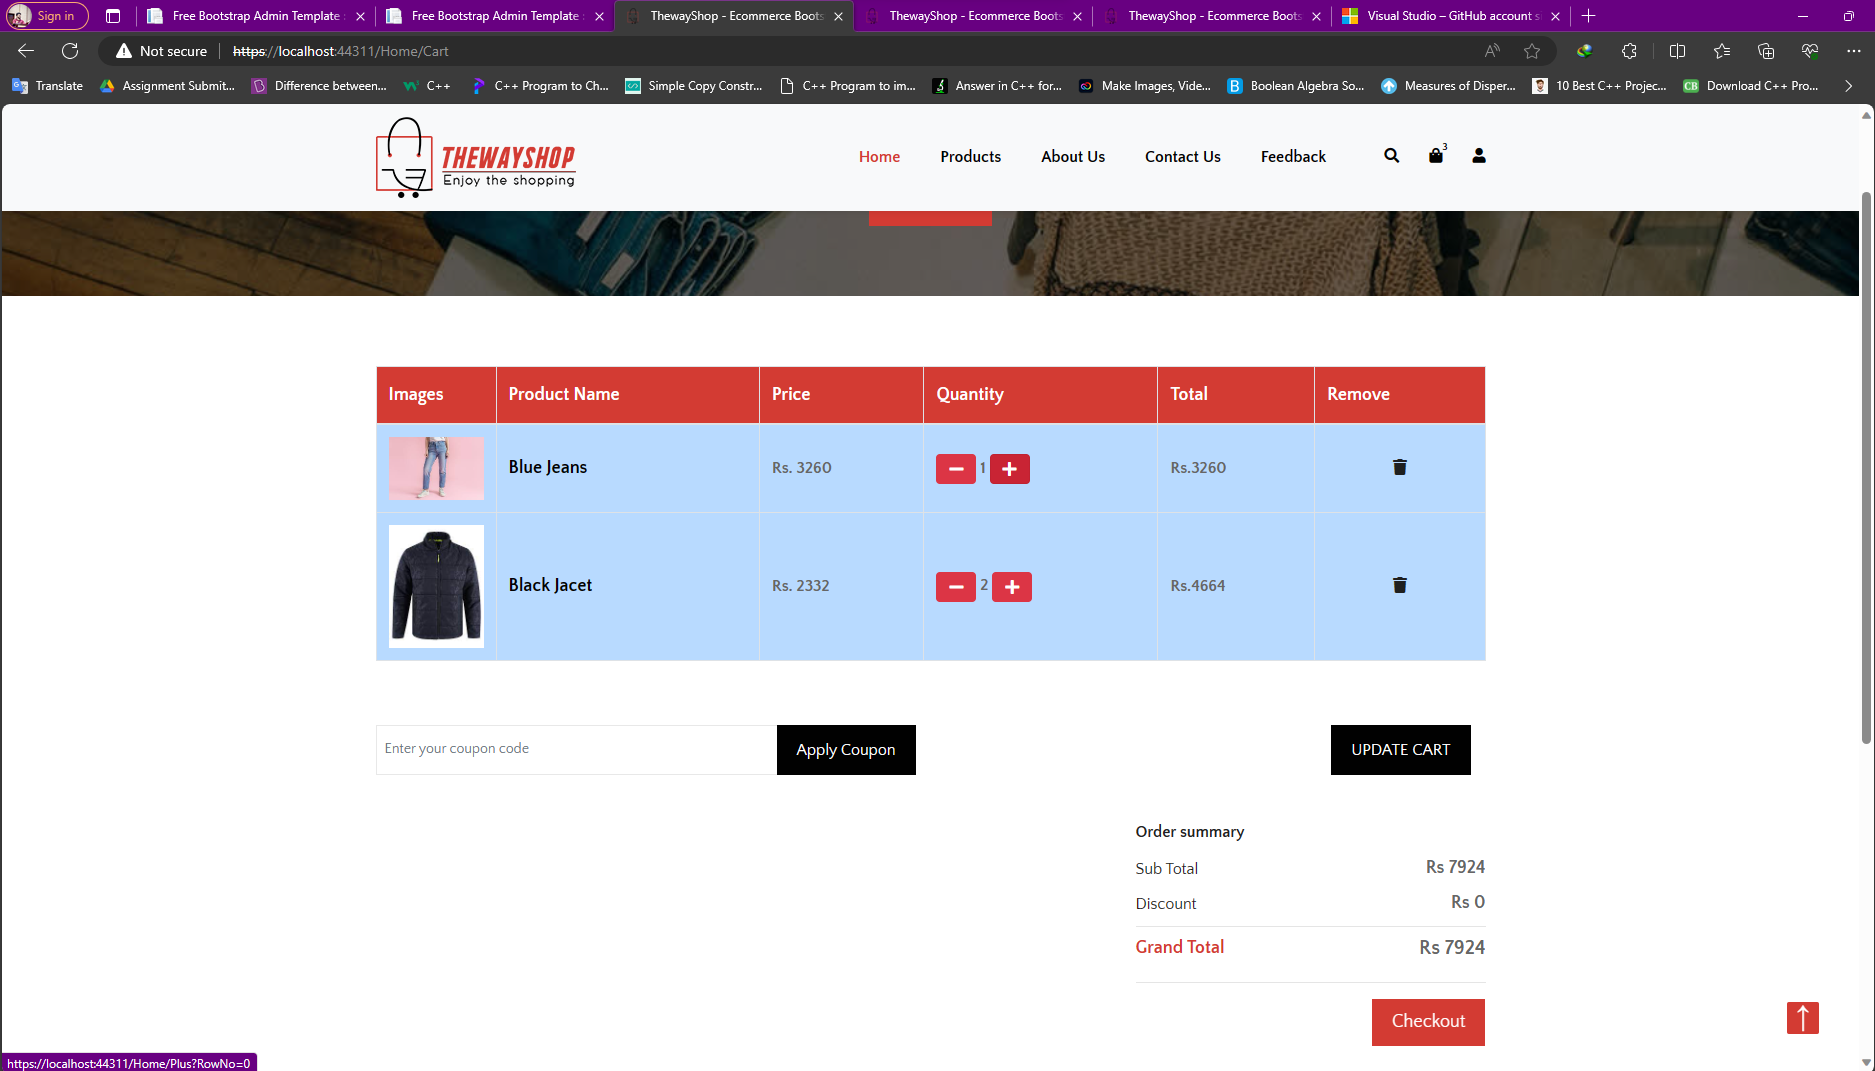 Sign in
Free Bootstrap Admin Template
Free Bootstrap Admin Template
ThewayShop - Ecommerce Boots
ThewayShop - Ecommerce Boots
ThewayShop - Ecommerce Boots
Visual Studio – GitHub account s
Not secure
https://localhost:44311/Home/Cart
Translate
Assignment Submit...
Difference between...
C++
C++ Program to Ch...
Simple Copy Constr...
C++ Program to im...
Answer in C++ for...
Make Images, Vide...
Boolean Algebra So...
Measures of Disper...
10 Best C++ Projec...
Download C++ Pro...
THEWAYSHOP
Enjoy the shopping
Home
Products
About Us
Contact Us
Feedback
3
Images Product Name Price Quantity Total Remove
Blue Jeans Rs. 3260 1 Rs.3260
Black Jacet Rs. 2332 2 Rs.4664
Enter your coupon code
Apply Coupon
UPDATE CART
Order summary
Sub Total Rs 7924
Discount Rs 0
Grand Total Rs 7924
Checkout
https://localhost:44311/Home/Plus?RowNo=0